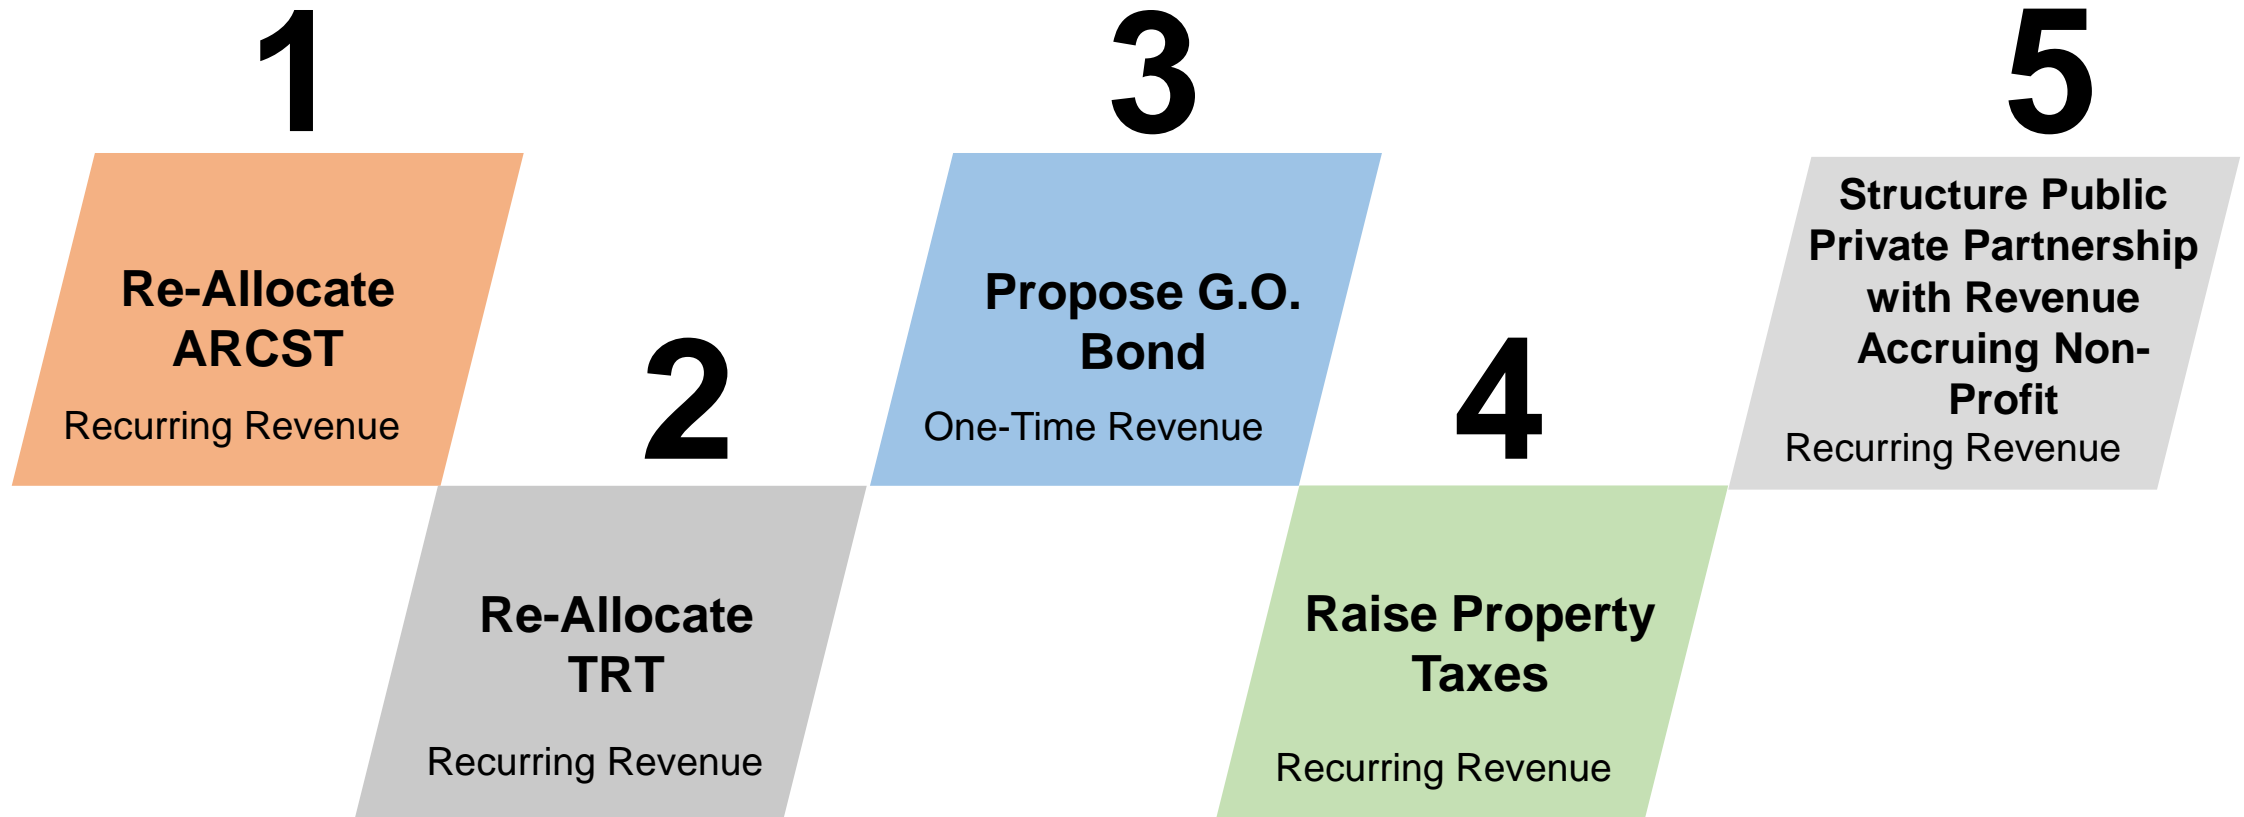 1
Re-Allocate
ARCST
Recurring Revenue
2
Re-Allocate
TRT
Recurring Revenue
3
Propose G.O.
Bond
One-Time Revenue
4
Raise Property
Taxes
Recurring Revenue
5
Structure Public
Private Partnership
with Revenue
Accruing Non-
Profit
Recurring Revenue